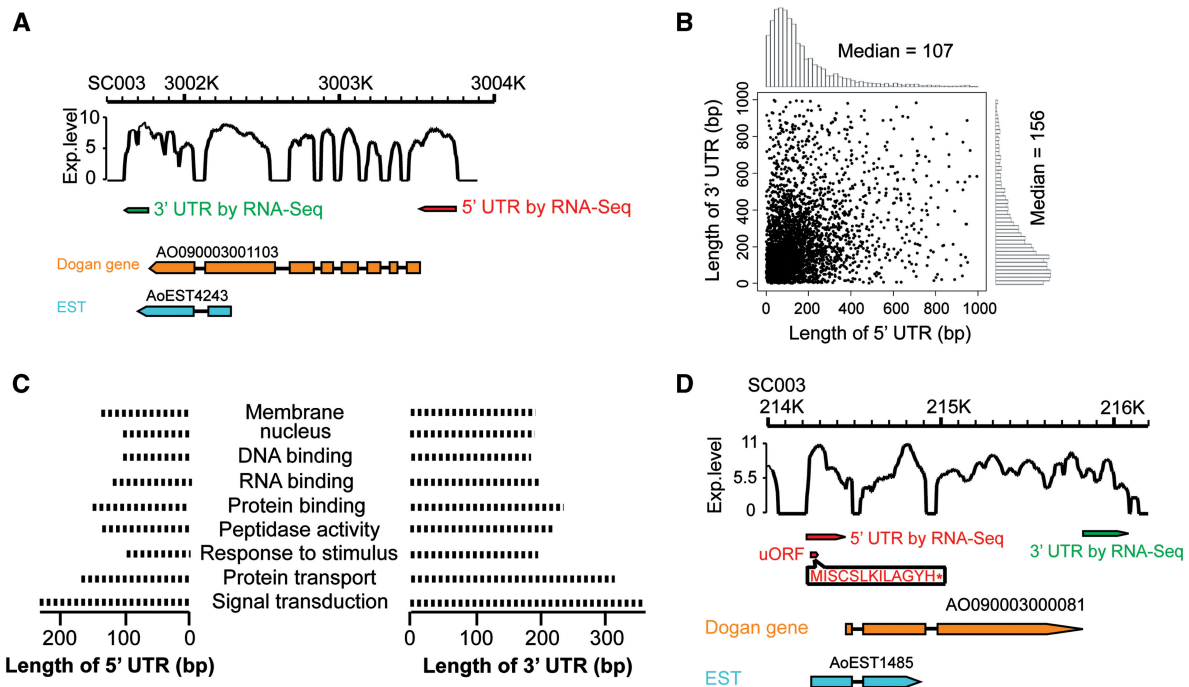 A
SC003 3002K 3003K 3004K
Exp.level
10
5
0
3' UTR by RNA-Seq
5' UTR by RNA-Seq
AO090003001103
Dogan gene
AoEST4243
EST
B
Median = 107
Median = 156
Length of 3' UTR (bp)
1000
800
600
400
200
0
0 200 400 600 800 1000
Length of 5' UTR (bp)
C
Membrane
nucleus
DNA binding
RNA binding
Protein binding
Peptidase activity
Response to stimulus
Protein transport
Signal transduction
200 100 0
Length of 5' UTR (bp)
0 100 200 300
Length of 3' UTR (bp)
D
SC003
214K 215K 216K
Exp.level
11
5.5
0
5' UTR by RNA-Seq
3' UTR by RNA-Seq
uORF
MISCSLKILAGYH*
AO090003000081
Dogan gene
AoEST1485
EST